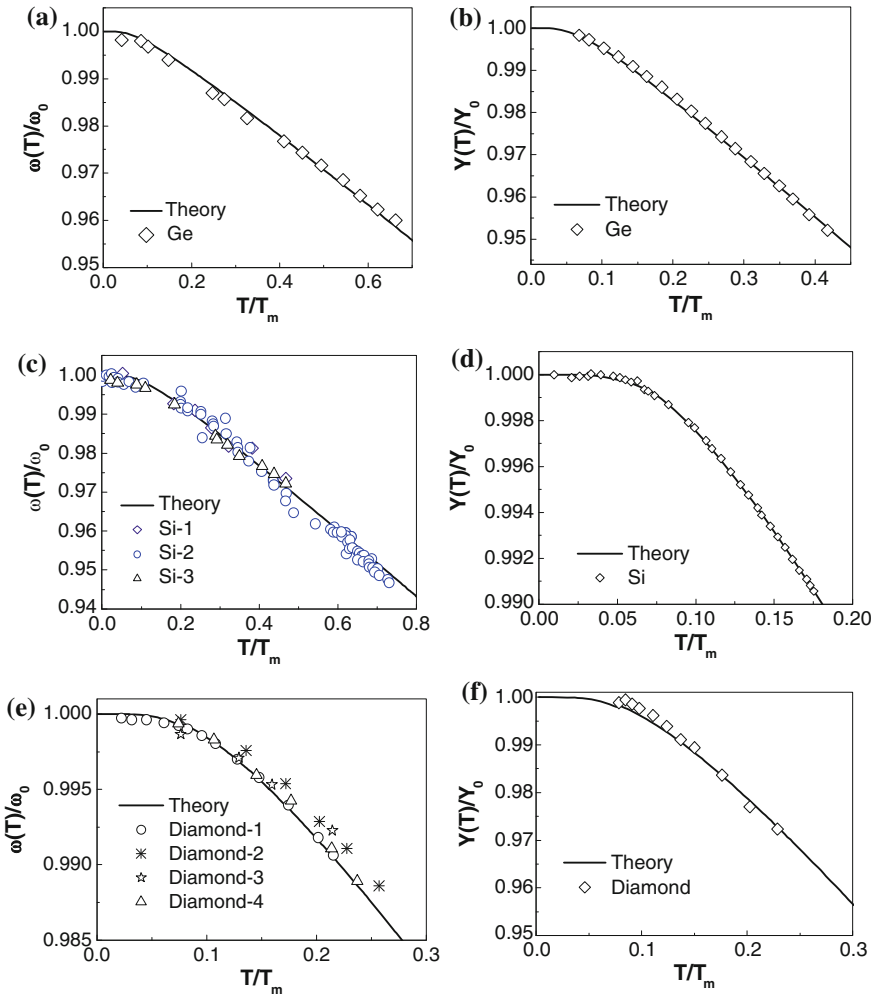 (a)
1.00
0.99
0.98
0.97
0.96
0.95
ω(T)/ω0
Theory
Ge
0.0 0.2 0.4 0.6
T/Tm
(b)
1.00
0.99
0.98
0.97
0.96
0.95
Y(T)/Y0
Theory
Ge
0.0 0.1 0.2 0.3 0.4
T/Tm
(c)
1.00
0.99
0.98
0.97
0.96
0.95
0.94
ω(T)/ω0
Theory
Si-1
Si-2
Si-3
0.0 0.2 0.4 0.6 0.8
T/Tm
(d)
1.000
0.998
0.996
0.994
0.992
0.990
Y(T)/Y0
Theory
Si
0.00 0.05 0.10 0.15 0.20
T/Tm
(e)
1.000
0.995
0.990
0.985
ω(T)/ω0
Theory
Diamond-1
Diamond-2
Diamond-3
Diamond-4
0.0 0.1 0.2 0.3
T/Tm
(f)
1.00
0.99
0.98
0.97
0.96
0.95
Y(T)/Y0
Theory
Diamond
0.0 0.1 0.2 0.3
T/Tm